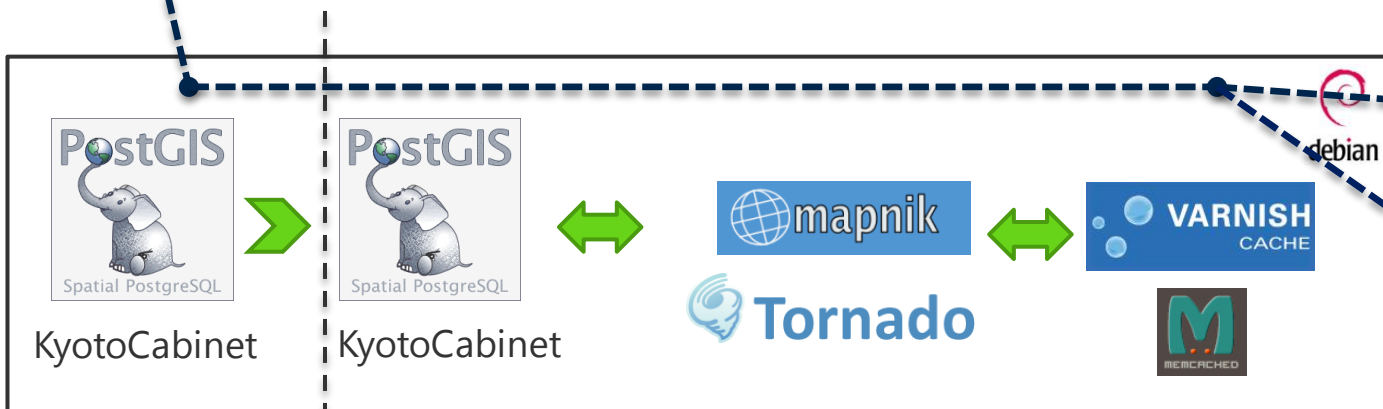 PostGIS
Spatial PostgreSQL
KyotoCabinet
PostGIS
Spatial PostgreSQL
KyotoCabinet
mapnik
Tornado
VARNISH
CACHE
MEMCACHED
debian